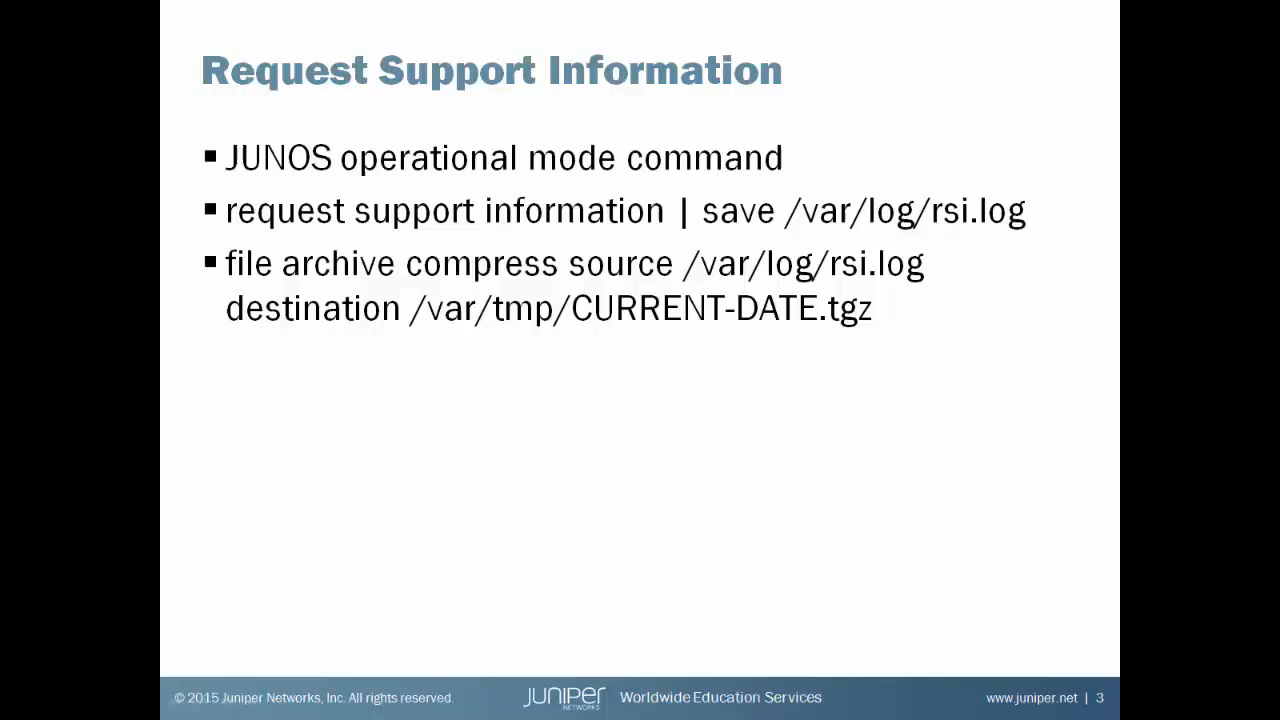 Request Support Information
▪ JUNOS operational mode command
▪ request support information | save /var/log/rsi.log
▪ file archive compress source /var/log/rsi.log
destination /var/tmp/CURRENT-DATE.tgz
© 2015 Juniper Networks, Inc. All rights reserved. JUNIPER NETWORKS Worldwide Education Services www.juniper.net | 3